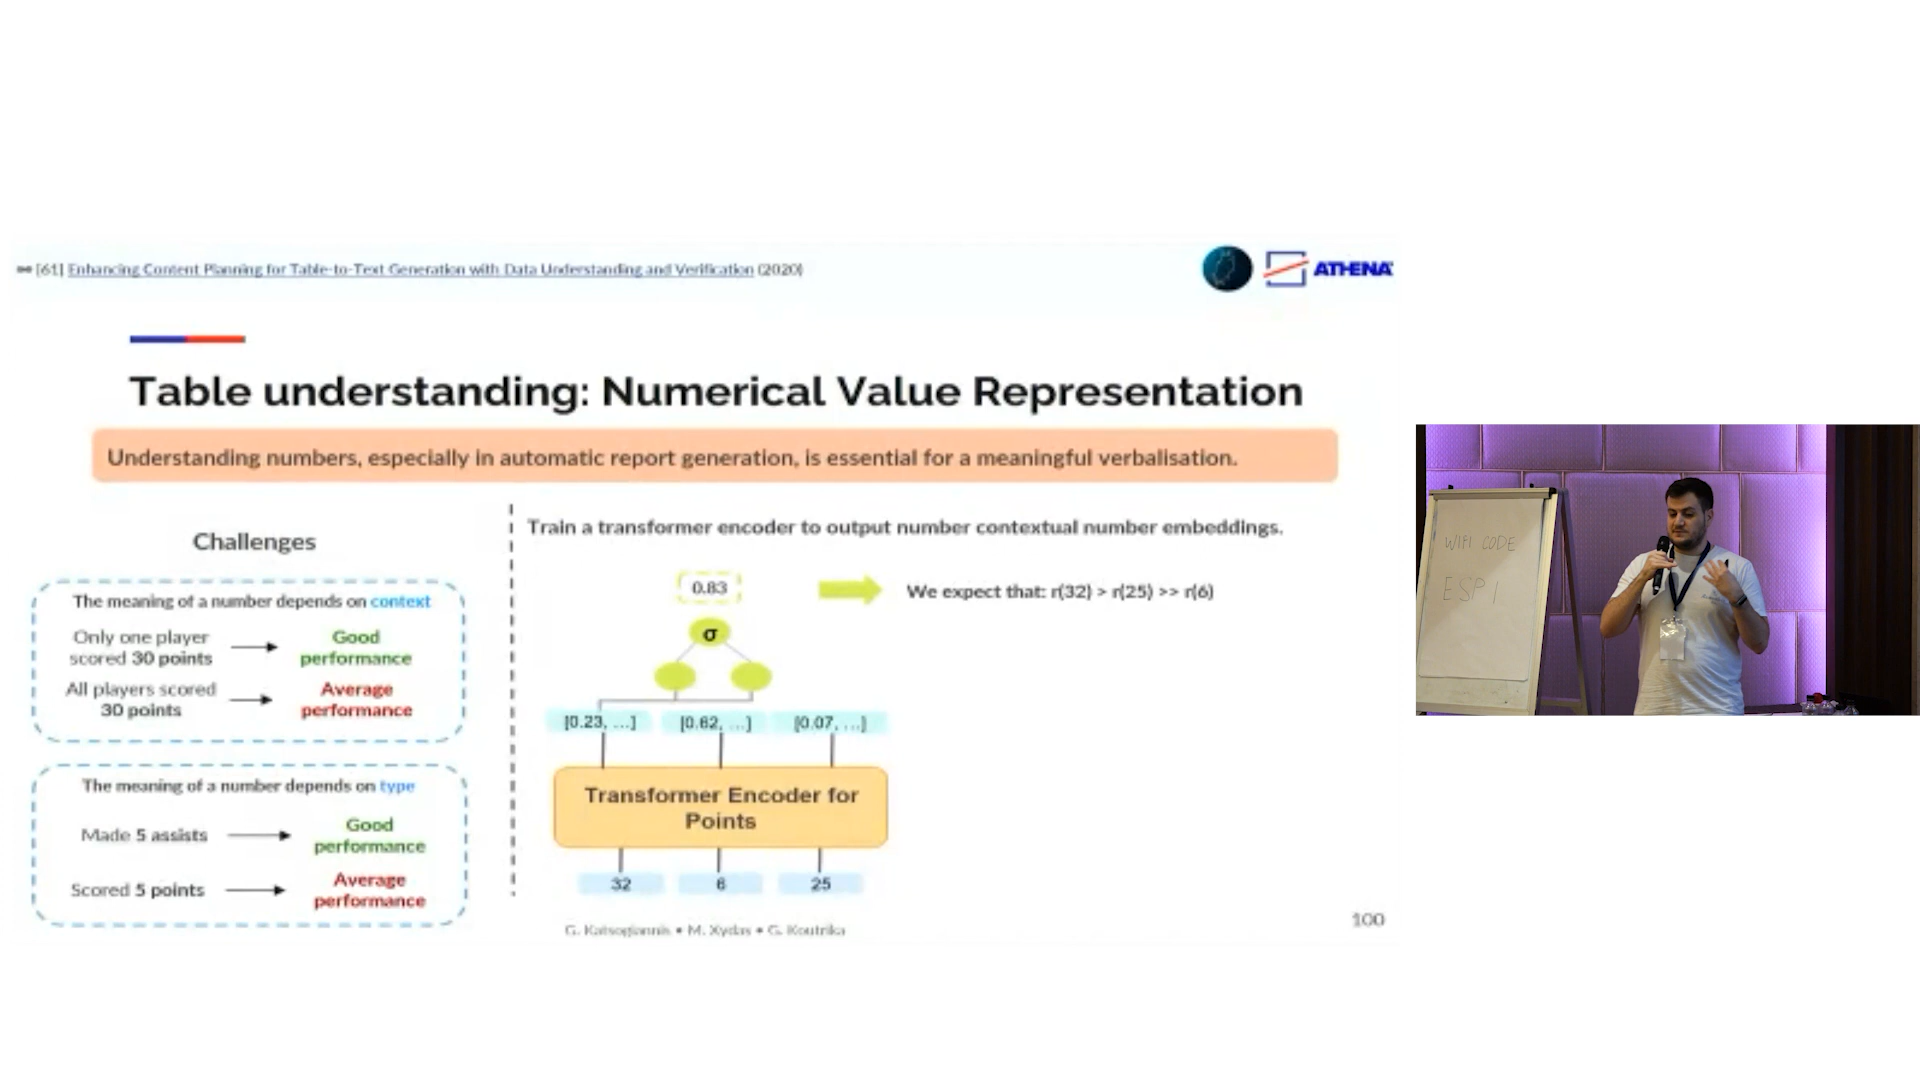 [61] Enhancing Content Planning for Table-to-Text Generation with Data Understanding and Verification (2020)
ATHENA
Table understanding: Numerical Value Representation
Understanding numbers, especially in automatic report generation, is essential for a meaningful verbalisation.
Challenges
The meaning of a number depends on context
Only one player
scored 30 points
Good
performance
All players scored
30 points
Average
performance
The meaning of a number depends on type
Made 5 assists
Good
performance
Scored 5 points
Average
performance
Train a transformer encoder to output number contextual number embeddings.
0.83
We expect that: r(32) > r(25) >> r(6)
σ
[0.23, ...]
[0.62, ...]
[0.07, ...]
Transformer Encoder for
Points
32
6
25
G. Katsogiannis • M. Xydas • G. Koutrika
100
WIFI CODE
ESP1